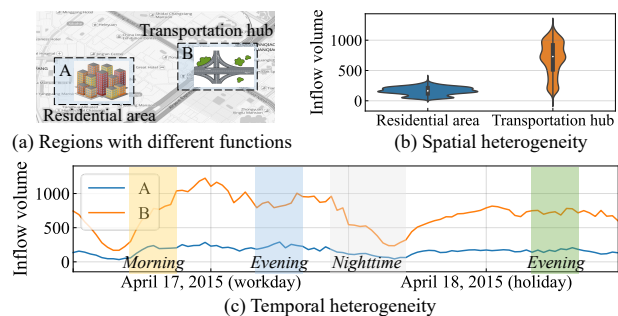 Transportation hub
B
A
Residential area
(a) Regions with different functions
Inflow volume
1000
500
0
Residential area
Transportation hub
(b) Spatial heterogeneity
Inflow volume
1000
500
0
A
B
Morning
Evening
Nighttime
Evening
April 17, 2015 (workday)
April 18, 2015 (holiday)
(c) Temporal heterogeneity